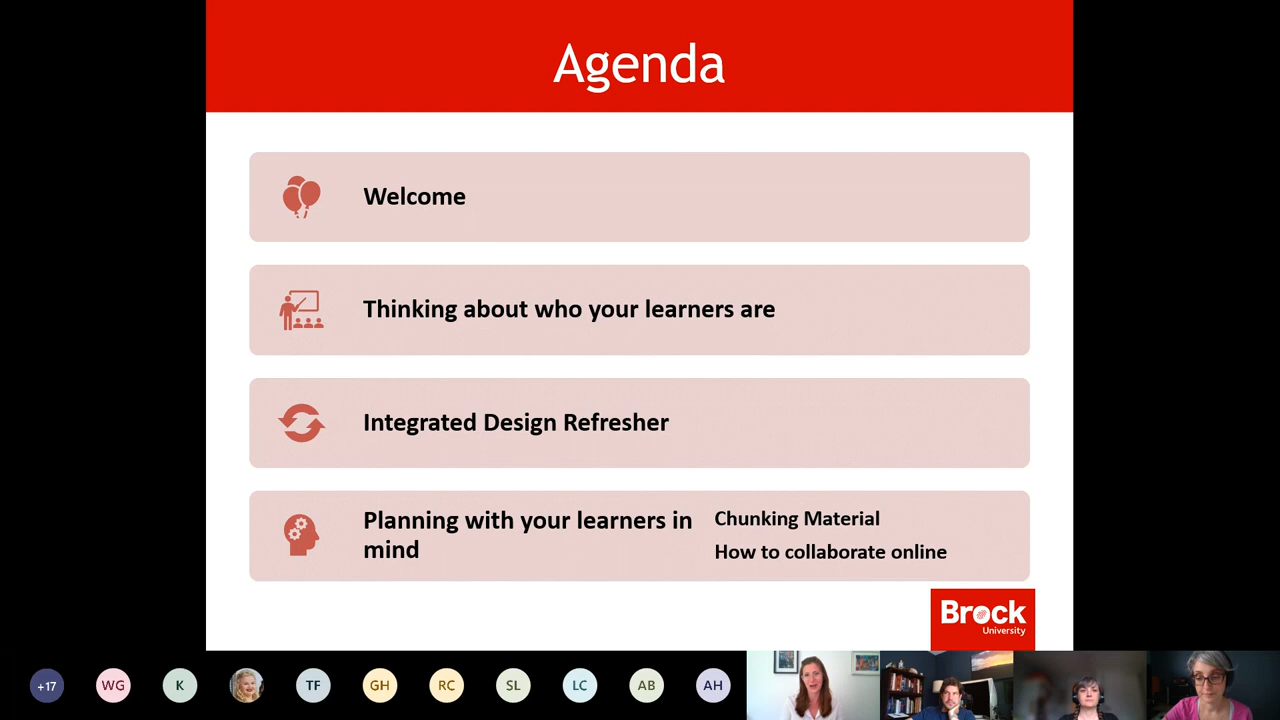 Agenda
Welcome
Thinking about who your learners are
Integrated Design Refresher
Planning with your learners in
mind
Chunking Material
How to collaborate online
Brock
University
+17
WG
K
TF
GH
RC
SL
LC
AB
AH